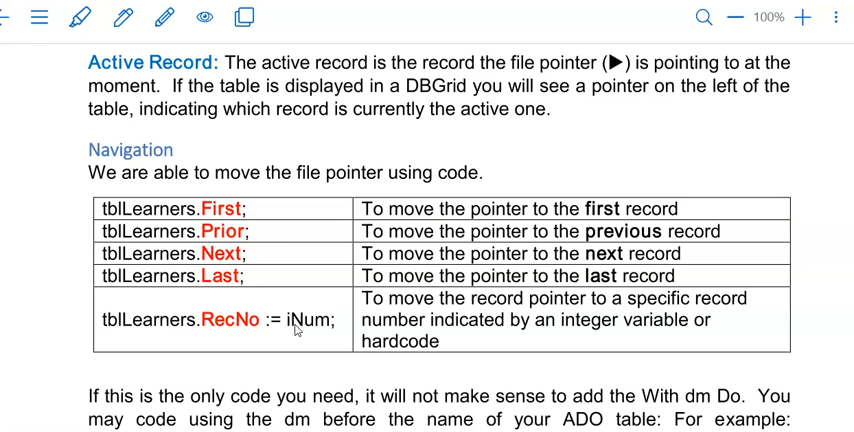 100%
Active Record: The active record is the record the file pointer (▶) is pointing to at the
moment. If the table is displayed in a DBGrid you will see a pointer on the left of the
table, indicating which record is currently the active one.
Navigation
We are able to move the file pointer using code.
tblLearners.First; To move the pointer to the first record
tblLearners.Prior; To move the pointer to the previous record
tblLearners.Next; To move the pointer to the next record
tblLearners.Last; To move the pointer to the last record
tblLearners.RecNo := iNum; To move the record pointer to a specific record
number indicated by an integer variable or
hardcode
If this is the only code you need, it will not make sense to add the With dm Do. You
may code using the dm before the name of your ADO table: For example: